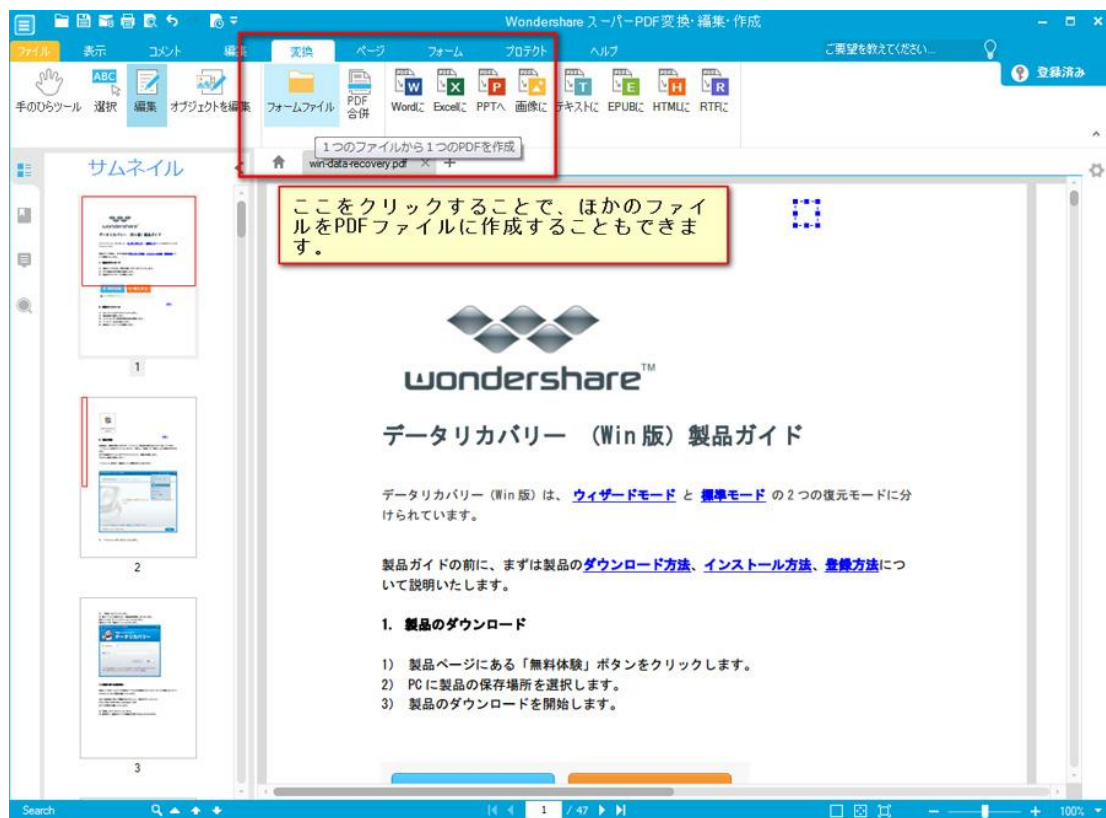 Wondershare スーパーPDF変換・編集・作成
ファイル 表示 コメント 編集 変換 ページ フォーム プロテクト ヘルプ ご要望を教えてください...
登録済み
手のひらツール 選択 編集 オブジェクトを編集 フォームファイル PDF合併 Wordに Excelに PPTへ 画像に テキストに EPUBに HTMLに RTFに
1つのファイルから1つのPDFを作成
サムネイル
win-data-recovery.pdf × +
ここをクリックすることで、ほかのファイ
ルをPDFファイルに作成することもできま
す。
wondershare™
データリカバリー （Win版）製品ガイド
データリカバリー（Win版）は、 ウィザードモード と 標準モード の2つの復元モードに分
けられています。
製品ガイドの前に、まずは製品のダウンロード方法、インストール方法、登録方法につ
いて説明いたします。
1. 製品のダウンロード
1) 製品ページにある「無料体験」ボタンをクリックします。
2) PCに製品の保存場所を選択します。
3) 製品のダウンロードを開始します。
1
2
3
Search 1 / 47 100%